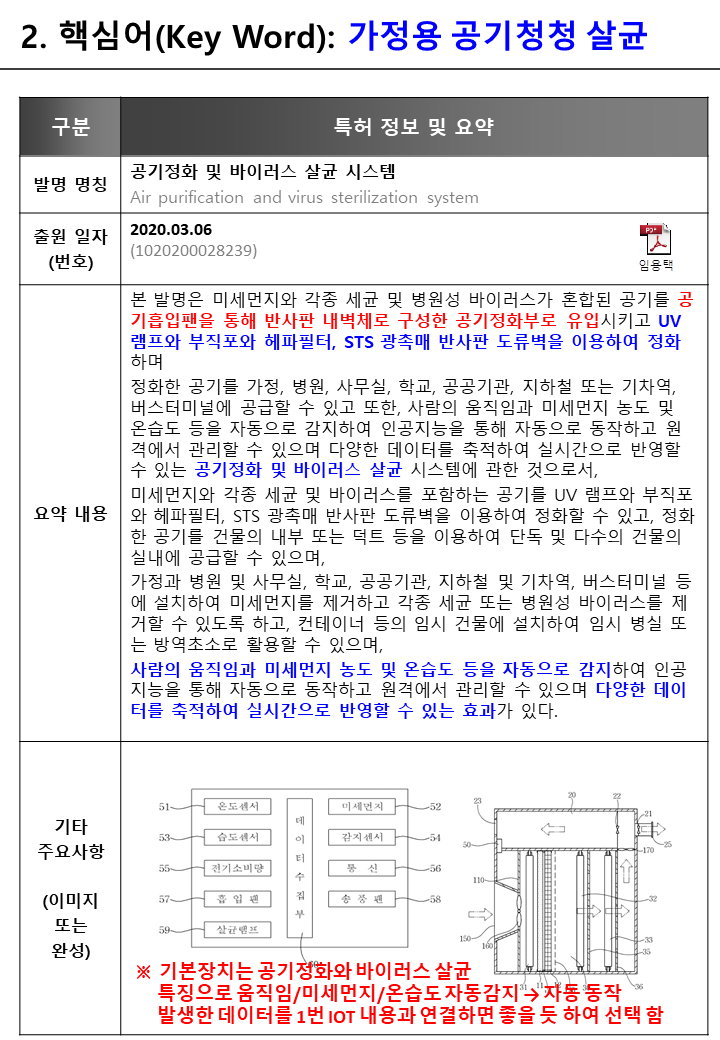 2. 핵심어(Key Word): 가정용 공기청청 살균
구분
특허 정보 및 요약
발명 명칭
공기정화 및 바이러스 살균 시스템
Air purification and virus sterilization system
출원 일자
(번호)
2020.03.06
(1020200028239)
PDF
임용택
요약 내용
본 발명은 미세먼지와 각종 세균 및 병원성 바이러스가 혼합된 공기를 공
기흡입팬을 통해 반사판 내벽체로 구성한 공기정화부로 유입시키고 UV
램프와 부직포와 헤파필터, STS 광촉매 반사판 도류벽을 이용하여 정화
하며
정화한 공기를 가정, 병원, 사무실, 학교, 공공기관, 지하철 또는 기차역,
버스터미널에 공급할 수 있고 또한, 사람의 움직임과 미세먼지 농도 및
온습도 등을 자동으로 감지하여 인공지능을 통해 자동으로 동작하고 원
격에서 관리할 수 있으며 다양한 데이터를 축적하여 실시간으로 반영할
수 있는 공기정화 및 바이러스 살균 시스템에 관한 것으로서,
미세먼지와 각종 세균 및 바이러스를 포함하는 공기를 UV 램프와 부직포
와 헤파필터, STS 광촉매 반사판 도류벽을 이용하여 정화할 수 있고, 정화
한 공기를 건물의 내부 또는 덕트 등을 이용하여 단독 및 다수의 건물의
실내에 공급할 수 있으며,
가정과 병원 및 사무실, 학교, 공공기관, 지하철 및 기차역, 버스터미널 등
에 설치하여 미세먼지를 제거하고 각종 세균 또는 병원성 바이러스를 제
거할 수 있도록 하고, 컨테이너 등의 임시 건물에 설치하여 임시 병실 또
는 방역초소로 활용할 수 있으며,
사람의 움직임과 미세먼지 농도 및 온습도 등을 자동으로 감지하여 인공
지능을 통해 자동으로 동작하고 원격에서 관리할 수 있으며 다양한 데이
터를 축적하여 실시간으로 반영할 수 있는 효과가 있다.
기타
주요사항
(이미지
또는
완성)
51 온도센서 미세먼지 52
53 습도센서 감지센서 54
55 전기소비량 통신 56
57 흡입팬 송풍팬 58
59 살균램프
데이터수집부
20
22
23
21
50
25
170
110
32
150
160
33
35
31
11
36
※ 기본장치는 공기정화와 바이러스 살균
특징으로 움직임/미세먼지/온습도 자동감지 → 자동 동작
발생한 데이터를 1번 IOT 내용과 연결하면 좋을 듯 하여 선택 함